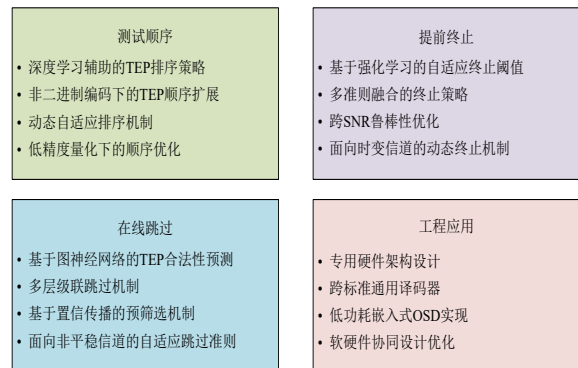 测试顺序
• 深度学习辅助的TEP排序策略
• 非二进制编码下的TEP顺序扩展
• 动态自适应排序机制
• 低精度量化下的顺序优化
提前终止
• 基于强化学习的自适应终止阈值
• 多准则融合的终止策略
• 跨SNR鲁棒性优化
• 面向时变信道的动态终止机制
在线跳过
• 基于图神经网络的TEP合法性预测
• 多层级联跳过机制
• 基于置信传播的预筛选机制
• 面向非平稳信道的自适应跳过准则
工程应用
• 专用硬件架构设计
• 跨标准通用译码器
• 低功耗嵌入式OSD实现
• 软硬件协同设计优化